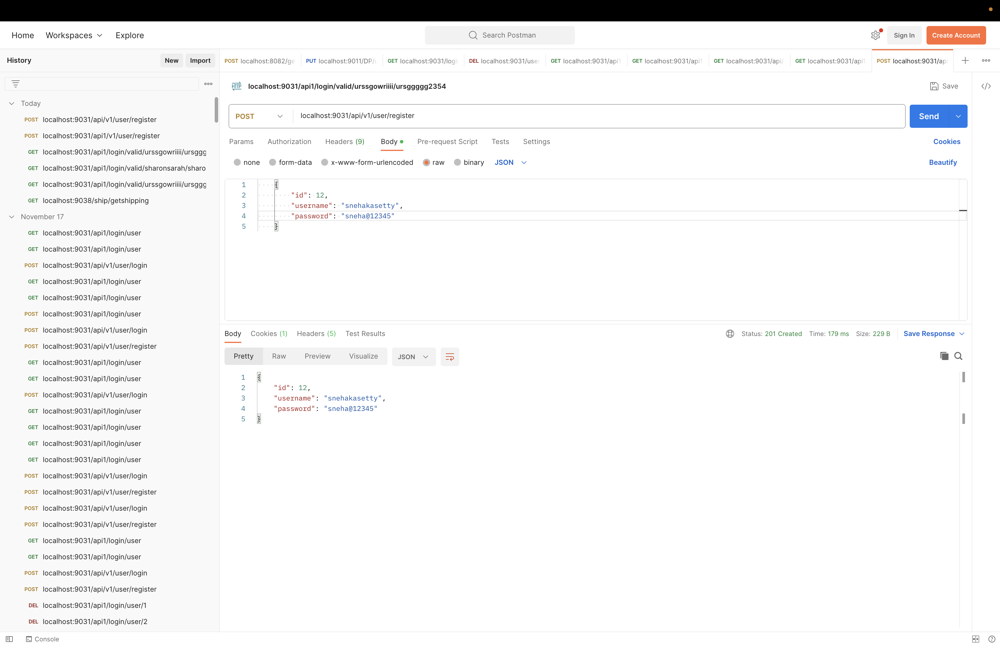 Home Workspaces Explore Search Postman Sign In Create Account
History New Import
POST localhost:8082/ge PUT localhost:9011/DP/u GET localhost:9031/logi DEL localhost:9031/user GET localhost:9031/api1 GET localhost:9031/api1 GET localhost:9031/api/ GET localhost:9031/api1 POST localhost:9031/api
HTTP localhost:9031/api1/login/valid/urssgowriiii/ursggggg2354 Save </>
POST localhost:9031/api/v1/user/register Send
Params Authorization Headers (9) Body Pre-request Script Tests Settings Cookies
none form-data x-www-form-urlencoded raw binary JSON Beautify
1 {
2 "id": 12,
3 "username": "snehakasetty",
4 "password": "sneha@12345"
5 }
Today
POST localhost:9031/api/v1/user/register
POST localhost:9031/api1/v1/user/register
GET localhost:9031/api1/login/valid/urssgowriiii/ursggg
GET localhost:9031/api1/login/valid/sharonsarah/sharo
GET localhost:9031/api1/login/valid/urssgowriiii/ursggg
GET localhost:9038/ship/getshipping
November 17
GET localhost:9031/api1/login/user
GET localhost:9031/api1/login/user
POST localhost:9031/api/v1/user/login
GET localhost:9031/api1/login/user
GET localhost:9031/api1/login/user
POST localhost:9031/api1/login/user
POST localhost:9031/api/v1/user/login
POST localhost:9031/api/v1/user/register
GET localhost:9031/api1/login/user
GET localhost:9031/api1/login/user
POST localhost:9031/api/v1/user/login
GET localhost:9031/api1/login/user
GET localhost:9031/api1/login/user
GET localhost:9031/api1/login/user
GET localhost:9031/api1/login/user
POST localhost:9031/api/v1/user/login
POST localhost:9031/api/v1/user/register
POST localhost:9031/api/v1/user/login
POST localhost:9031/api/v1/user/register
GET localhost:9031/api1/login/user
GET localhost:9031/api1/login/user
POST localhost:9031/api/v1/user/login
POST localhost:9031/api/v1/user/register
DEL localhost:9031/api1/login/user/1
DEL localhost:9031/api1/login/user/2
Body Cookies (1) Headers (5) Test Results Status: 201 Created Time: 179 ms Size: 229 B Save Response
Pretty Raw Preview Visualize JSON
1 {
2 "id": 12,
3 "username": "snehakasetty",
4 "password": "sneha@12345"
5 }
Console